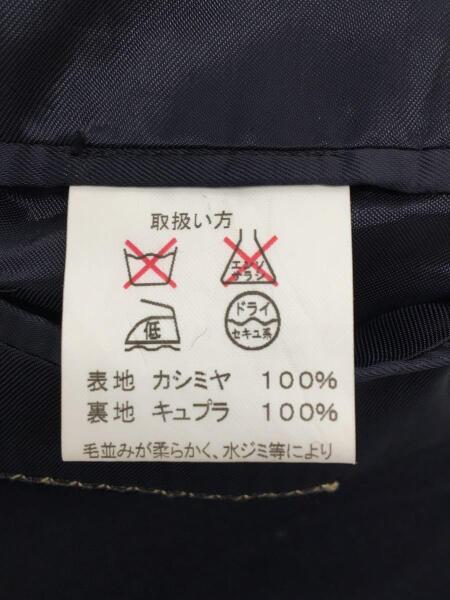 取扱い方
エンソ
サラシ
低
ドライ
セキユ系
表地 カシミヤ 100%
裏地 キュプラ 100%
毛並みが柔らかく、水ジミ等により